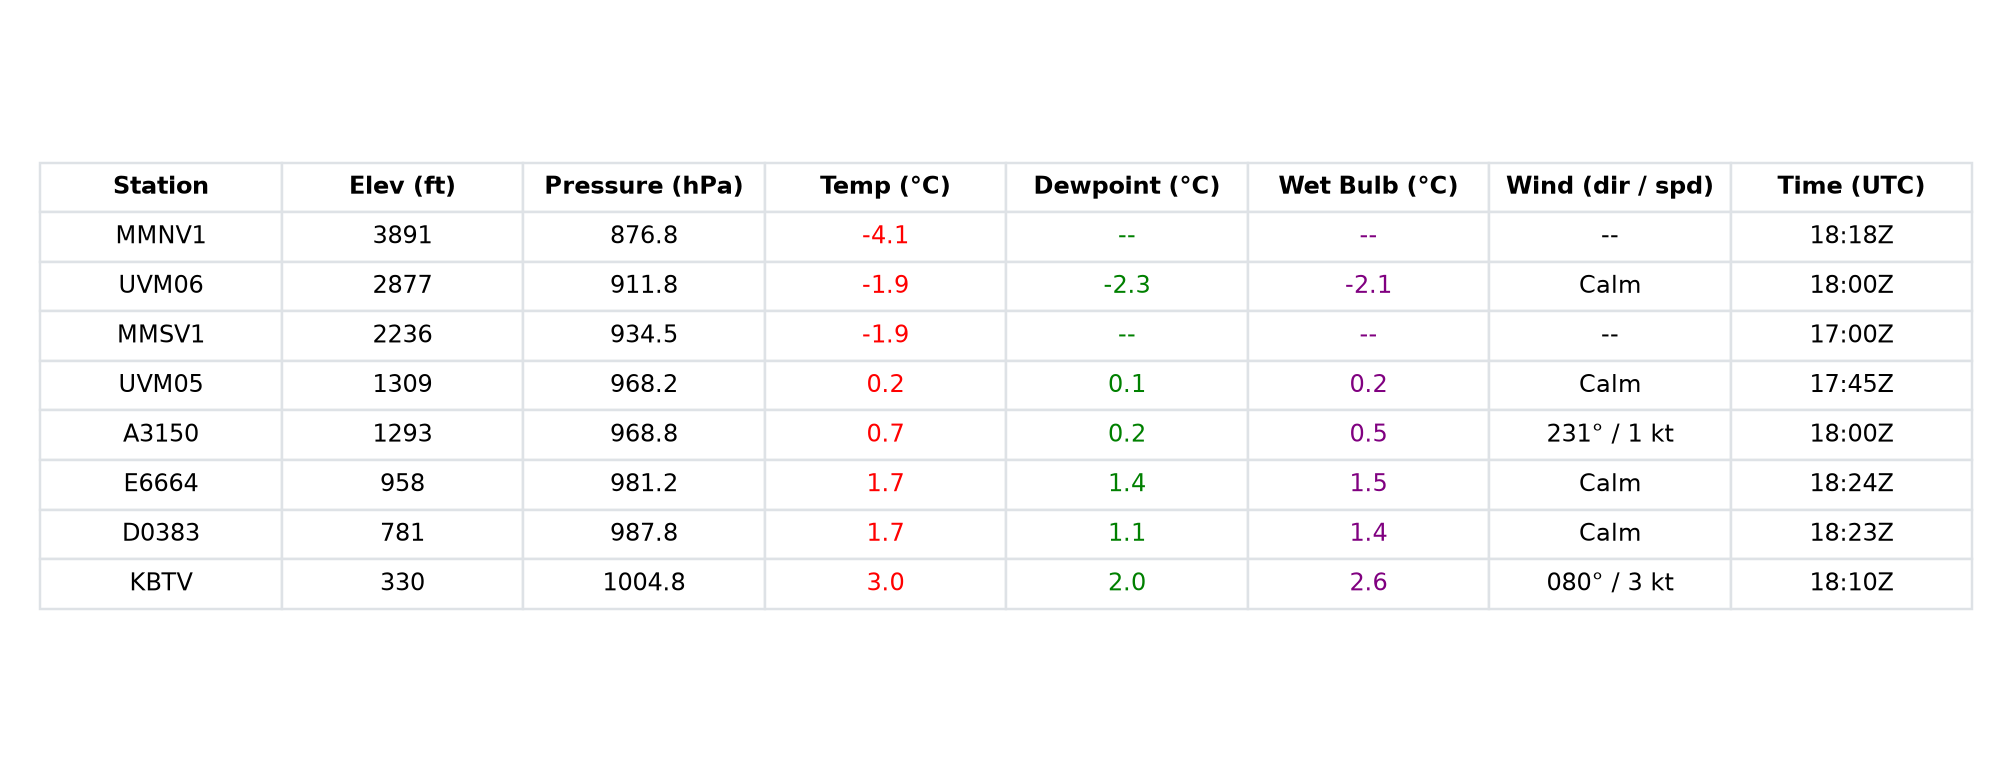 Station Elev (ft) Pressure (hPa) Temp (°C) Dewpoint (°C) Wet Bulb (°C) Wind (dir / spd) Time (UTC)
MMNV1 3891 876.8 -4.1 -- -- -- 18:18Z
UVM06 2877 911.8 -1.9 -2.3 -2.1 Calm 18:00Z
MMSV1 2236 934.5 -1.9 -- -- -- 17:00Z
UVM05 1309 968.2 0.2 0.1 0.2 Calm 17:45Z
A3150 1293 968.8 0.7 0.2 0.5 231° / 1 kt 18:00Z
E6664 958 981.2 1.7 1.4 1.5 Calm 18:24Z
D0383 781 987.8 1.7 1.1 1.4 Calm 18:23Z
KBTV 330 1004.8 3.0 2.0 2.6 080° / 3 kt 18:10Z